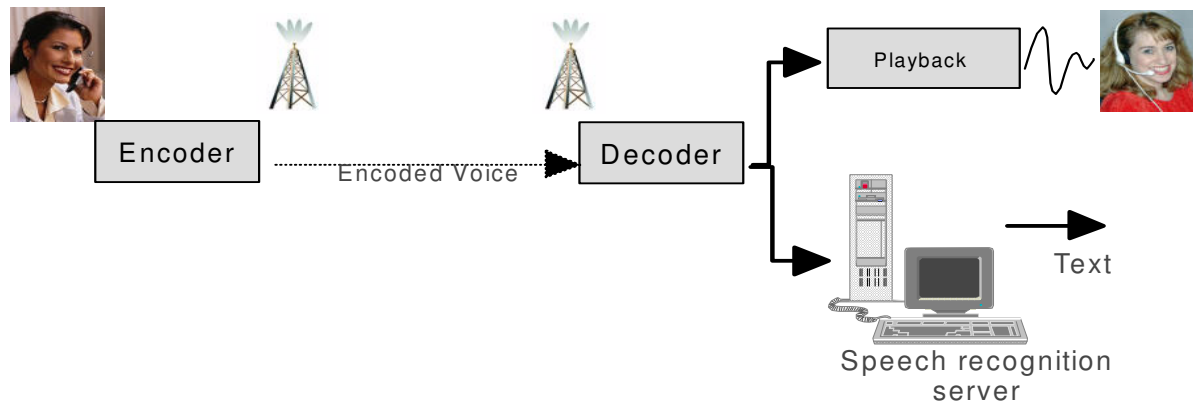 Playback
Encoder
Decoder
Encoded Voice
Text
Speech recognition
server